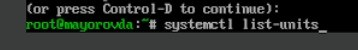 (or press Control-D to continue):
root@mayorovda:~# systemctl list-units_